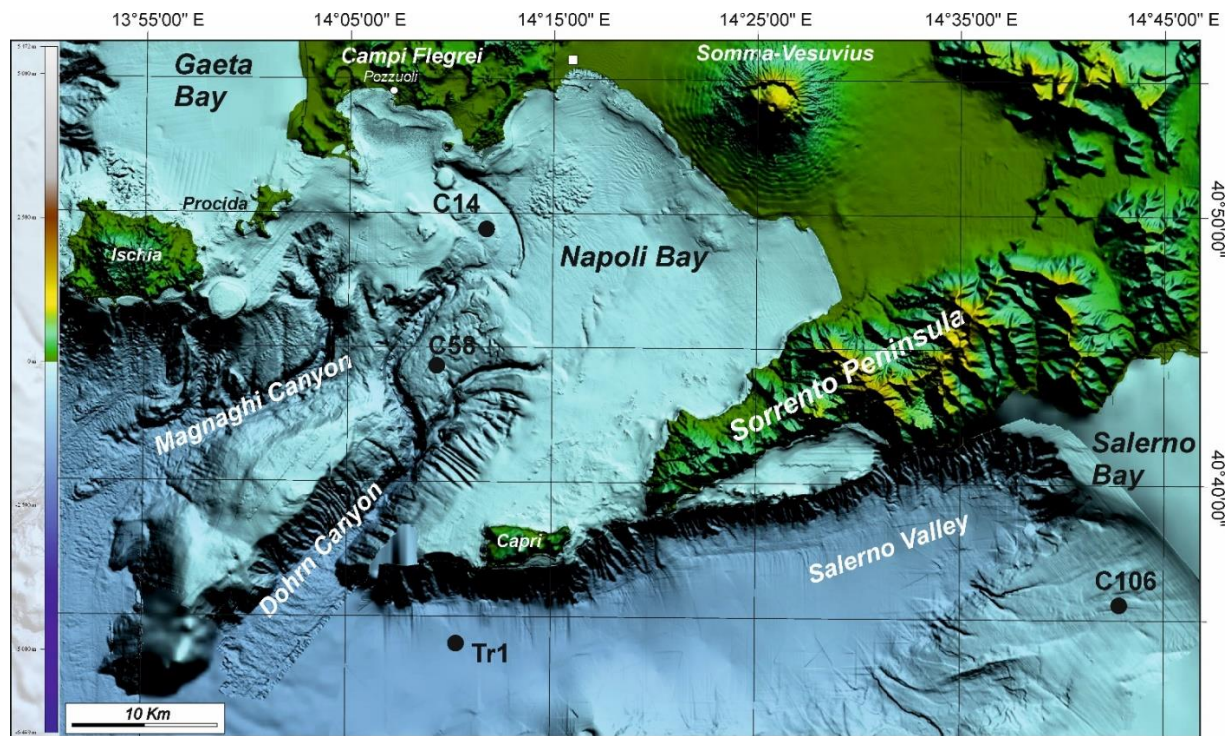 13°55'00" E
14°05'00" E
14°15'00" E
14°25'00" E
14°35'00" E
14°45'00" E
Gaeta
Bay
Campi Flegrei
Pozzuoli
Somma-Vesuvius
Procida
C14
Ischia
Napoli Bay
40°50'00"
C58
Magnaghi Canyon
Sorrento Peninsula
Salerno
Bay
40°40'00"
Dohrn Canyon
Capri
Salerno Valley
C106
Tr1
10 Km